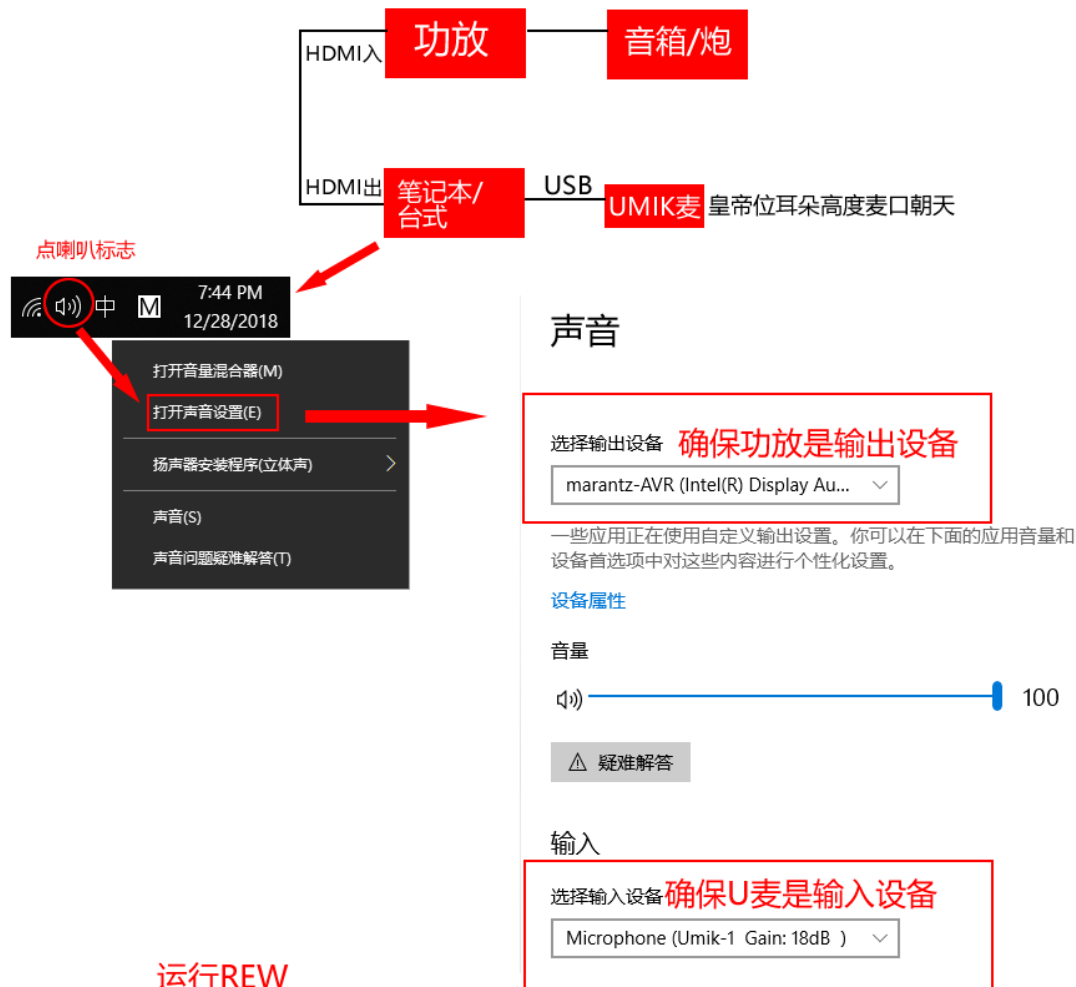 HDMI入
功放
音箱/炮
HDMI出
笔记本/
台式
USB
UMIK麦
皇帝位耳朵高度麦口朝天
点喇叭标志
中
M
7:44 PM
12/28/2018
打开音量混合器(M)
打开声音设置(E)
扬声器安装程序(立体声)
声音(S)
声音问题疑难解答(T)
声音
选择输出设备 确保功放是输出设备
marantz-AVR (Intel(R) Display Au...
一些应用正在使用自定义输出设置。你可以在下面的应用音量和
设备首选项中对这些内容进行个性化设置。
设备属性
音量
100
疑难解答
输入
选择输入设备 确保U麦是输入设备
Microphone (Umik-1 Gain: 18dB )
运行REW